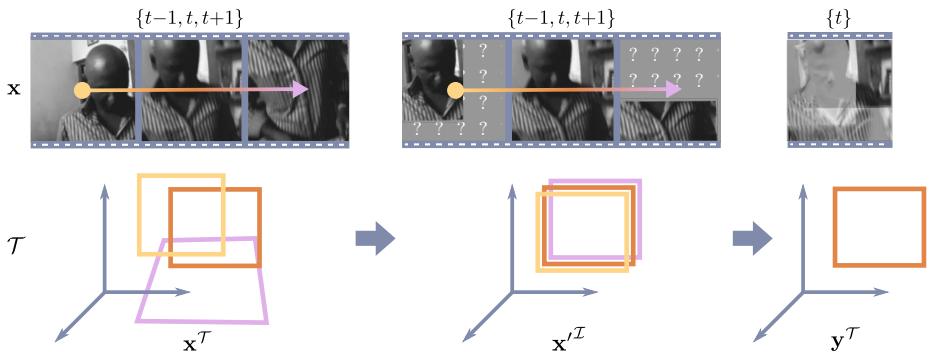 {t−1, t, t+1}
{t−1, t, t+1}
{t}
x
? ? ? ? ?
? ? ? ? ?
?
? ? ? ?
𝒯
x^𝒯
x′^ℐ
y^𝒯